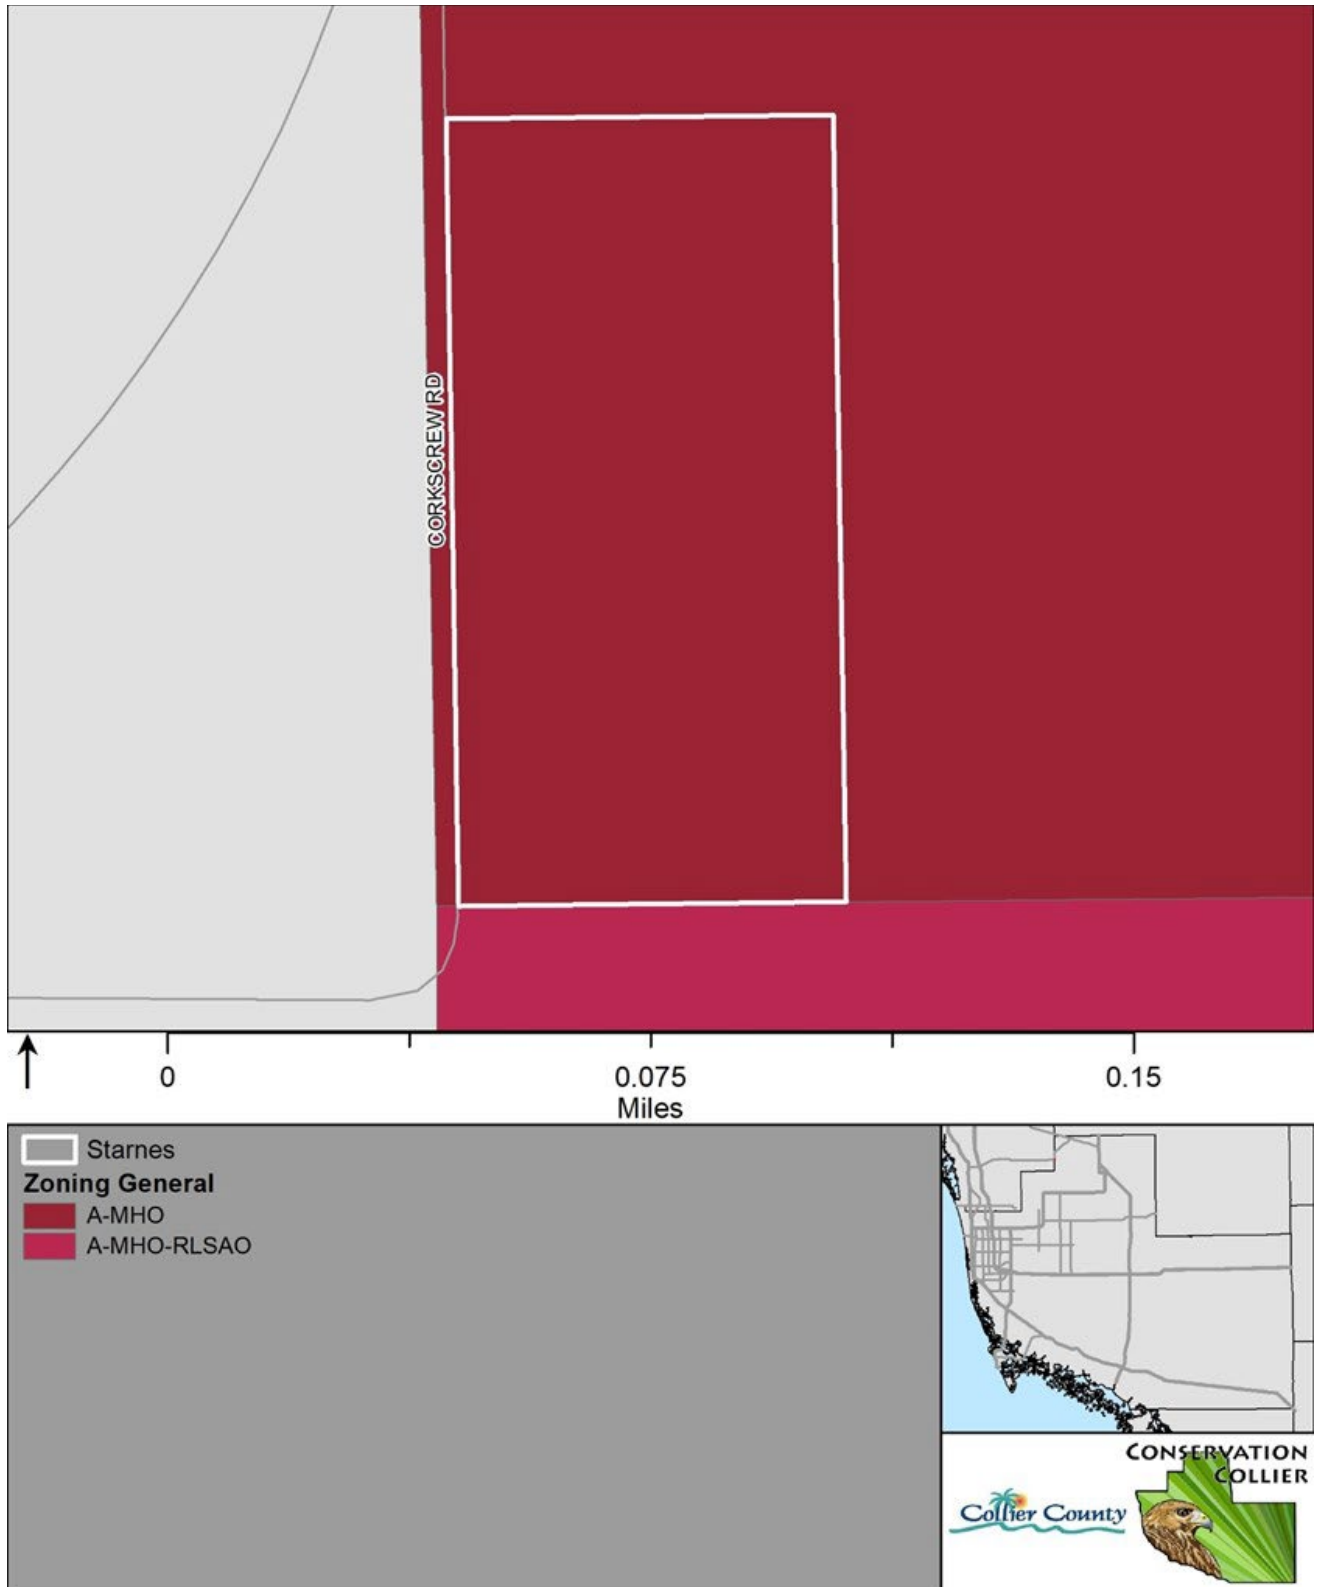 CORKSCREW RD
0
0.075
0.15
Miles
Starnes
Zoning General
A-MHO
A-MHO-RLSAO
CONSERVATION
COLLIER
Collier County